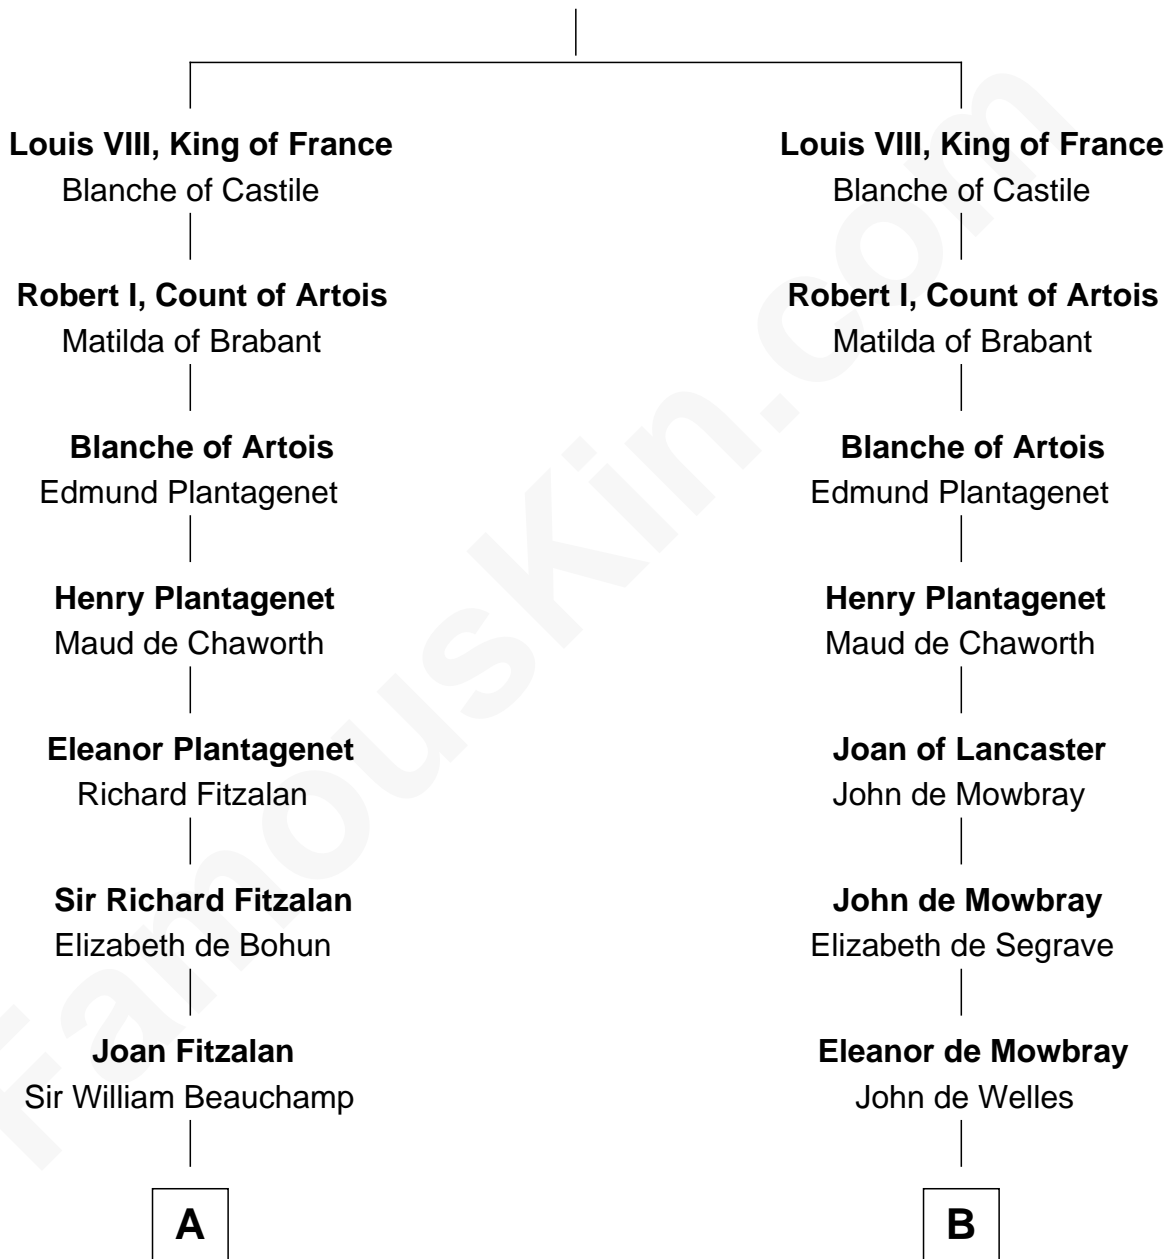 Louis VIII, King of France
Blanche of Castile
Robert I, Count of Artois
Matilda of Brabant
Blanche of Artois
Edmund Plantagenet
Henry Plantagenet
Maud de Chaworth
Eleanor Plantagenet
Richard Fitzalan
Sir Richard Fitzalan
Elizabeth de Bohun
Joan Fitzalan
Sir William Beauchamp
A
Louis VIII, King of France
Blanche of Castile
Robert I, Count of Artois
Matilda of Brabant
Blanche of Artois
Edmund Plantagenet
Henry Plantagenet
Maud de Chaworth
Joan of Lancaster
John de Mowbray
John de Mowbray
Elizabeth de Segrave
Eleanor de Mowbray
John de Welles
B
FamousKin.com